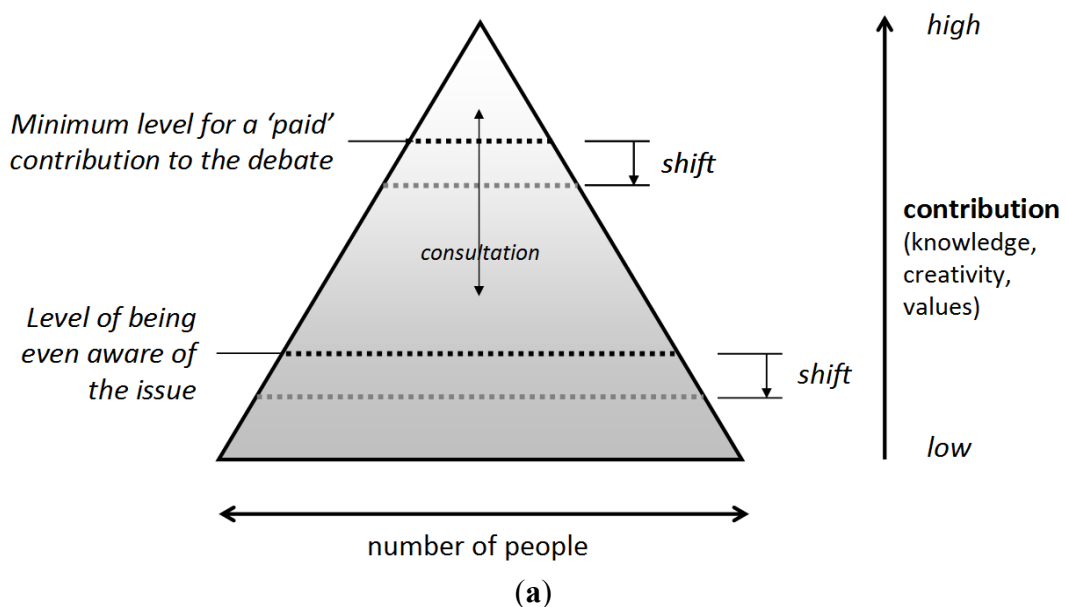 high
Minimum level for a ‘paid’
contribution to the debate
shift
contribution
(knowledge,
creativity,
values)
consultation
Level of being
even aware of
the issue
shift
low
number of people
(a)